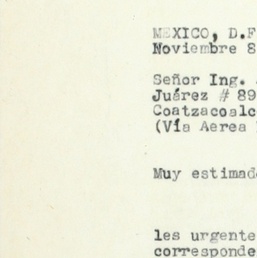 MEXICO, D.F
Noviembre 8
Señor Ing.
Juárez # 89
Coatzacoalc
(Vía Aerea
Muy estimad
les urgente
corresponde